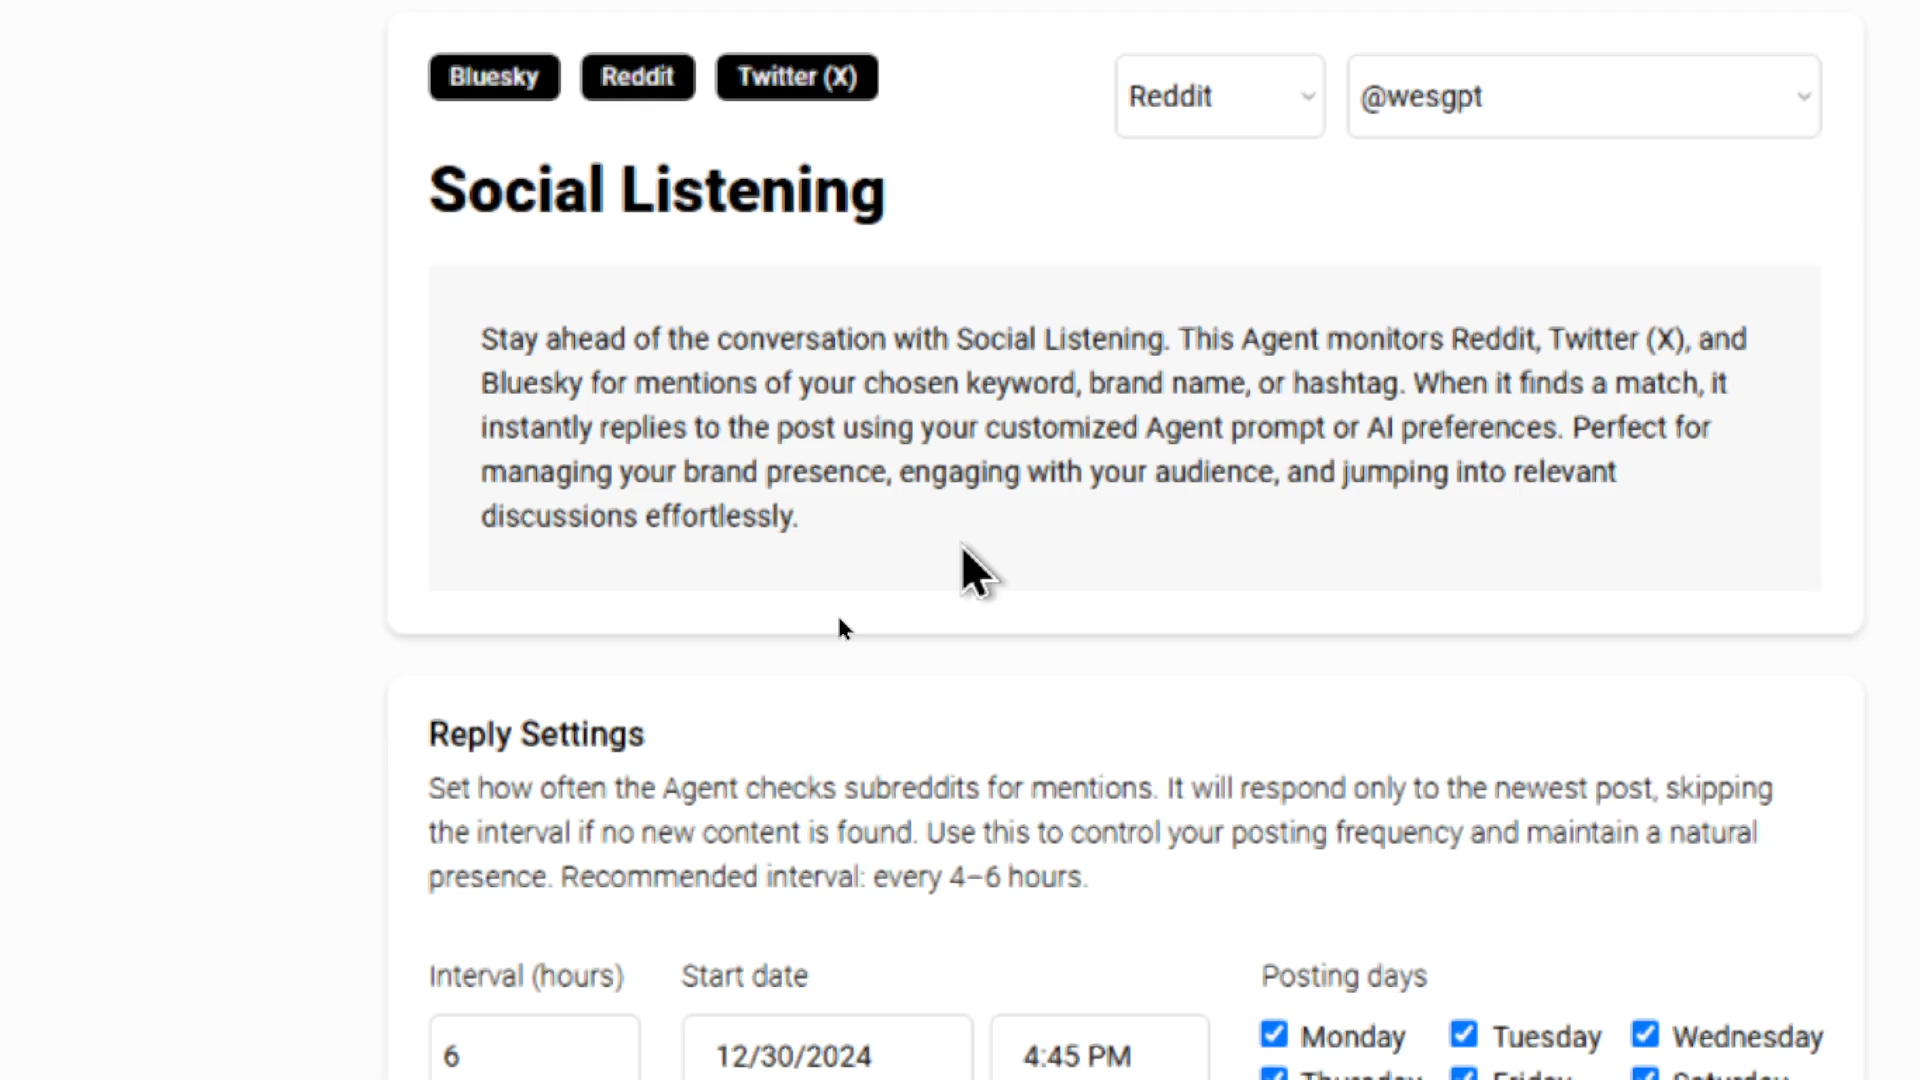 Bluesky Reddit Twitter (X)
Reddit @wesgpt
Social Listening
Stay ahead of the conversation with Social Listening. This Agent monitors Reddit, Twitter (X), and
Bluesky for mentions of your chosen keyword, brand name, or hashtag. When it finds a match, it
instantly replies to the post using your customized Agent prompt or AI preferences. Perfect for
managing your brand presence, engaging with your audience, and jumping into relevant
discussions effortlessly.
Reply Settings
Set how often the Agent checks subreddits for mentions. It will respond only to the newest post, skipping
the interval if no new content is found. Use this to control your posting frequency and maintain a natural
presence. Recommended interval: every 4–6 hours.
Interval (hours) Start date Posting days
6 12/30/2024 4:45 PM Monday Tuesday Wednesday
Thursday Friday Saturday